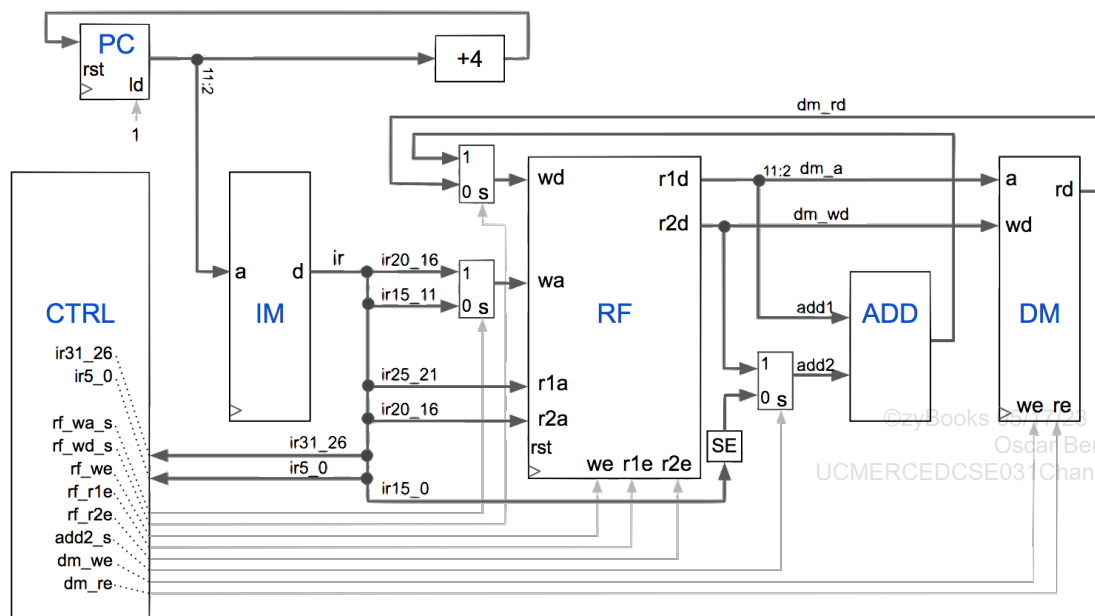 PC
rst
ld
1
11:2
+4
dm_rd
1
0 s
wd
r1d
11:2
dm_a
a
rd
r2d
dm_wd
wd
a
d
ir
ir20_16
1
wa
ir15_11
0 s
CTRL
IM
RF
add1
ADD
DM
ir31_26
ir5_0
1
add2
0 s
ir25_21
r1a
ir20_16
r2a
rst
we re
©zyBooks
/23
Oscar Ber
rf_wa_s
ir31_26
SE
rf_wd_s
we r1e r2e
UCMERCEDCSE031Chan
rf_we
ir5_0
rf_r1e
ir15_0
rf_r2e
add2_s
dm_we
dm_re